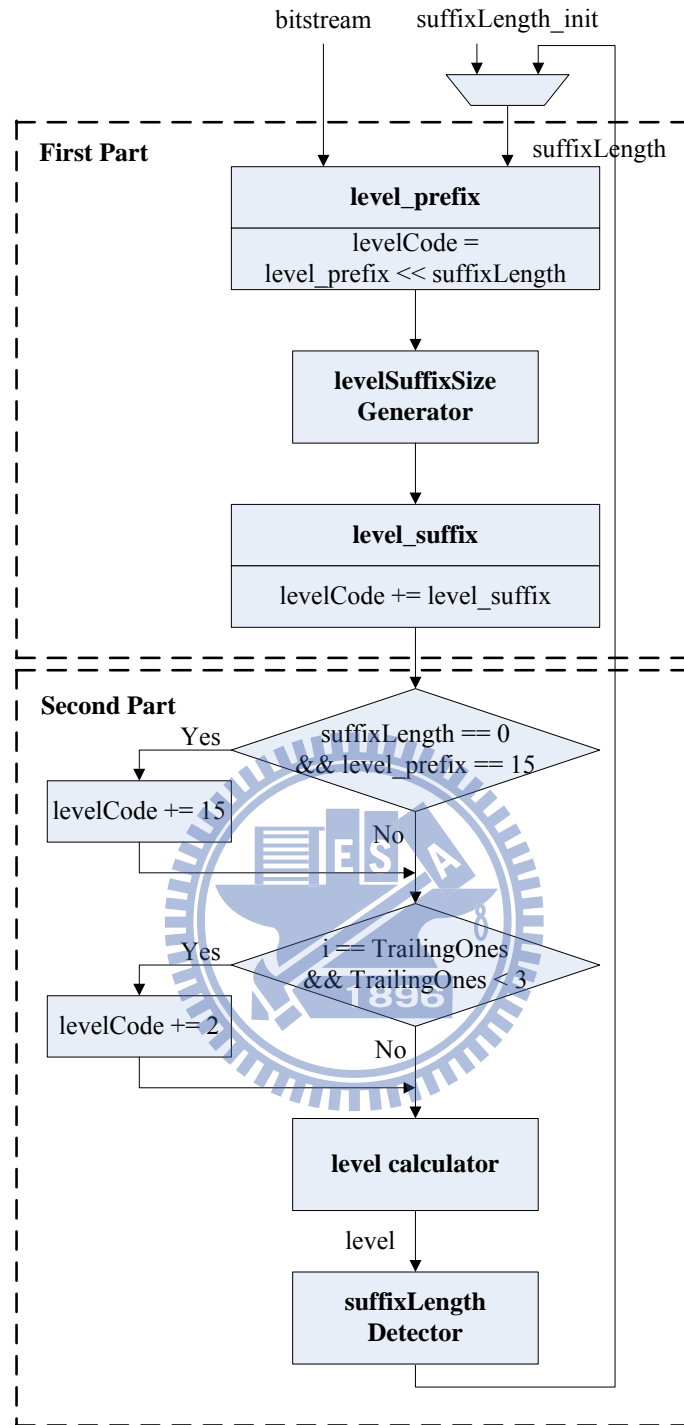 bitstream
suffixLength_init
First Part
suffixLength
level_prefix
levelCode =
level_prefix << suffixLength
levelSuffixSize
Generator
level_suffix
levelCode += level_suffix
Second Part
Yes
suffixLength == 0
&& level_prefix == 15
levelCode += 15
No
E S A
Yes
i == TrailingOnes
&& TrailingOnes < 3
1896
levelCode += 2
No
level calculator
level
suffixLength
Detector